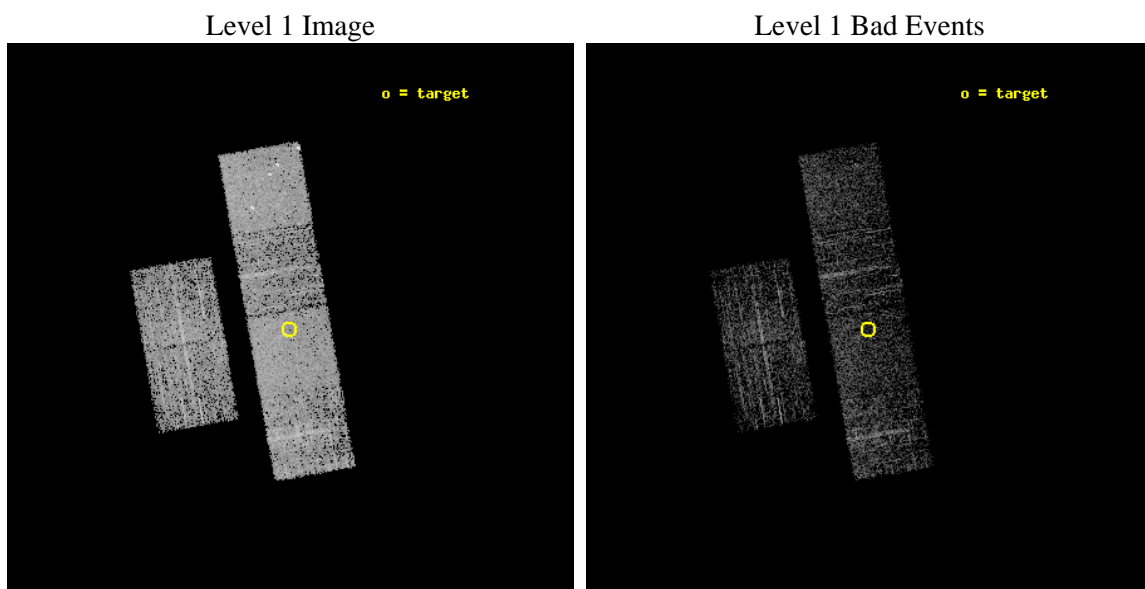 Level 1 Image
Level 1 Bad Events
o = target
o = target